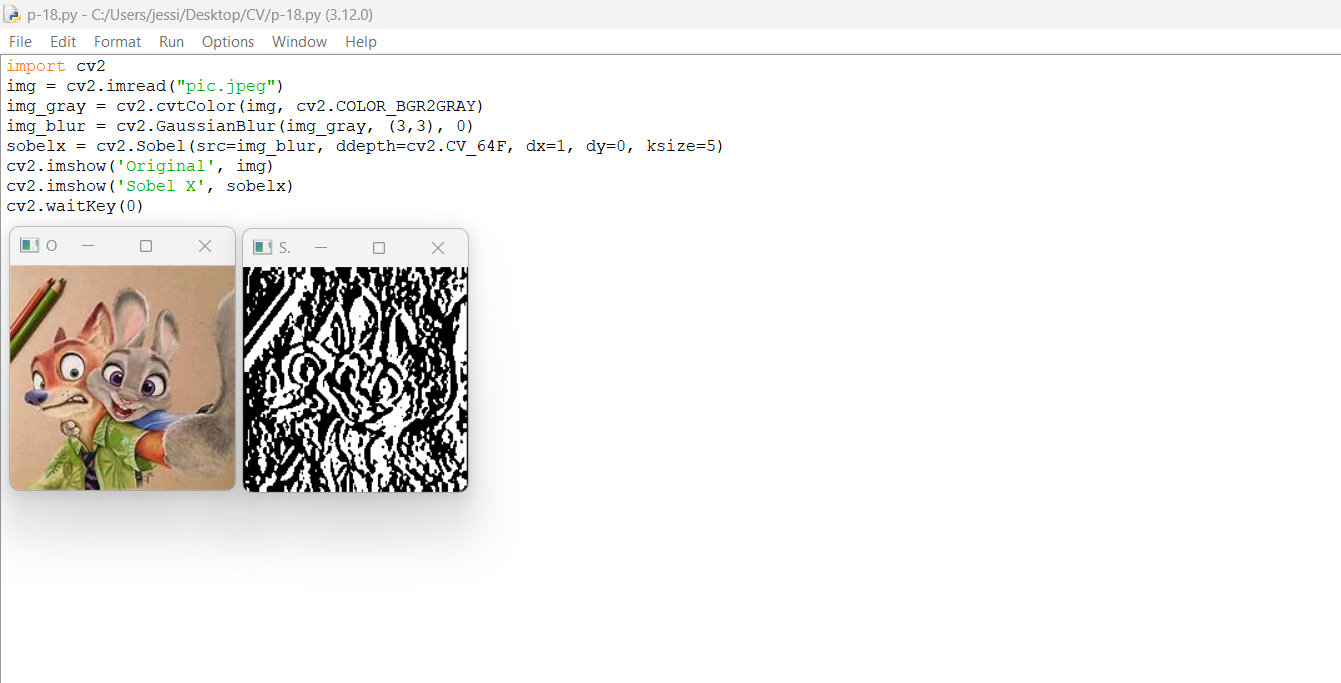 p-18.py - C:/Users/jessi/Desktop/CV/p-18.py (3.12.0)
File Edit Format Run Options Window Help
import cv2
img = cv2.imread("pic.jpeg")
img_gray = cv2.cvtColor(img, cv2.COLOR_BGR2GRAY)
img_blur = cv2.GaussianBlur(img_gray, (3,3), 0)
sobelx = cv2.Sobel(src=img_blur, ddepth=cv2.CV_64F, dx=1, dy=0, ksize=5)
cv2.imshow('Original', img)
cv2.imshow('Sobel X', sobelx)
cv2.waitKey(0)
O
S.